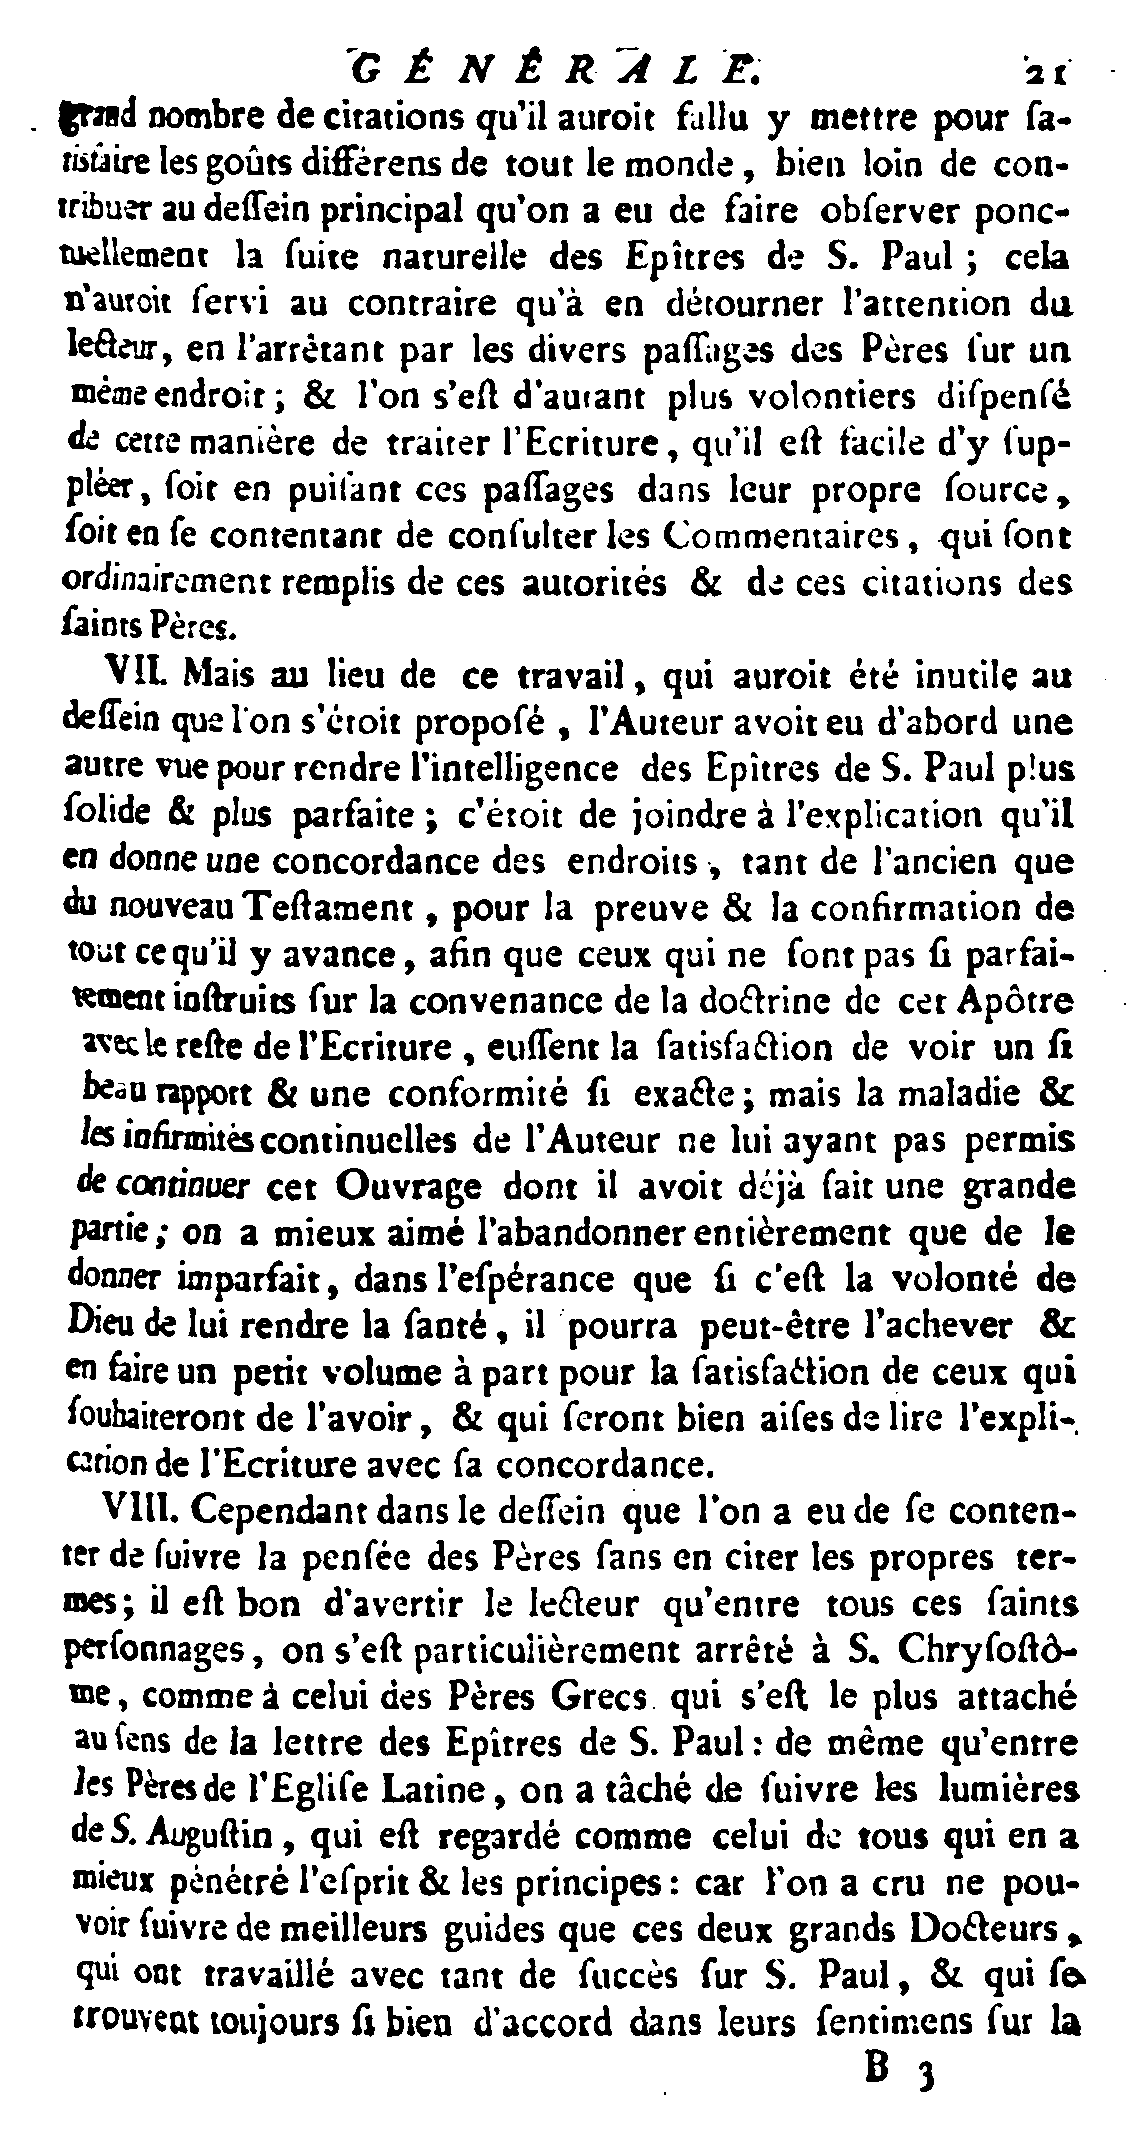 GÉNÉRALE. 21
grand nombre de citations qu'il auroit fallu y mettre pour ſa-
tisfaire les goûts différens de tout le monde, bien loin de con-
tribuer au deſſein principal qu'on a eu de faire obſerver ponc-
tuellement la ſuite naturelle des Epîtres de S. Paul ; cela
n'auroit ſervi au contraire qu'à en détourner l'attention du
lecteur, en l'arrêtant par les divers paſſages des Pères ſur un
même endroit ; & l'on s'eſt d'autant plus volontiers diſpenſé
de cette manière de traiter l'Ecriture, qu'il eſt facile d'y ſup-
pléer, ſoit en puiſant ces paſſages dans leur propre ſource,
ſoit en ſe contentant de conſulter les Commentaires, qui ſont
ordinairement remplis de ces autorités & de ces citations des
ſaints Pères.
VII. Mais au lieu de ce travail, qui auroit été inutile au
deſſein que l'on s'étoit propoſé, l'Auteur avoit eu d'abord une
autre vue pour rendre l'intelligence des Epîtres de S. Paul plus
ſolide & plus parfaite ; c'étoit de joindre à l'explication qu'il
en donne une concordance des endroits, tant de l'ancien que
du nouveau Teſtament, pour la preuve & la confirmation de
tout ce qu'il y avance, afin que ceux qui ne ſont pas ſi parfai-
tement inſtruits ſur la convenance de la doctrine de cet Apôtre
avec le reſte de l'Ecriture, euſſent la ſatisfaction de voir un ſi
beau rapport & une conformité ſi exacte ; mais la maladie &
les infirmités continuelles de l'Auteur ne lui ayant pas permis
de continuer cet Ouvrage dont il avoit déjà fait une grande
partie ; on a mieux aimé l'abandonner entièrement que de le
donner imparfait, dans l'eſpérance que ſi c'eſt la volonté de
Dieu de lui rendre la ſanté, il pourra peut-être l'achever &
en faire un petit volume à part pour la ſatisfaction de ceux qui
ſouhaiteront de l'avoir, & qui ſeront bien aiſes de lire l'expli-
cation de l'Ecriture avec ſa concordance.
VIII. Cependant dans le deſſein que l'on a eu de ſe conten-
ter de ſuivre la penſée des Pères ſans en citer les propres ter-
mes ; il eſt bon d'avertir le lecteur qu'entre tous ces ſaints
perſonnages, on s'eſt particulièrement arrêté à S. Chryſoſtô-
me, comme à celui des Pères Grecs qui s'eſt le plus attaché
au ſens de la lettre des Epîtres de S. Paul : de même qu'entre
les Pères de l'Egliſe Latine, on a tâché de ſuivre les lumières
de S. Auguſtin, qui eſt regardé comme celui de tous qui en a
mieux pénétré l'eſprit & les principes : car l'on a cru ne pou-
voir ſuivre de meilleurs guides que ces deux grands Docteurs,
qui ont travaillé avec tant de ſuccès ſur S. Paul, & qui ſe
trouvent toujours ſi bien d'accord dans leurs ſentimens ſur la
B 3